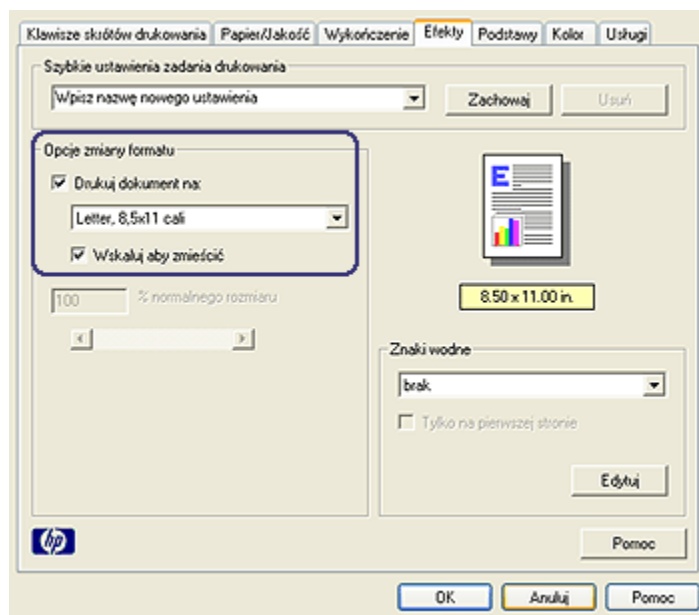 Klawisze skrótów drukowania Papier/Jakość Wykończenie Efekty Podstawy Kolor Usługi
Szybkie ustawienia zadania drukowania
Wpisz nazwę nowego ustawienia Zachowaj Usuń
Opcje zmiany formatu
Drukuj dokument na:
Letter, 8,5x11 cali
Wskaluj aby zmieścić
100 % normalnego rozmiaru
E
8.50 x 11.00 in.
Znaki wodne
brak
Tylko na pierwszej stronie
Edytuj
hp
Pomoc
OK Anuluj Pomoc